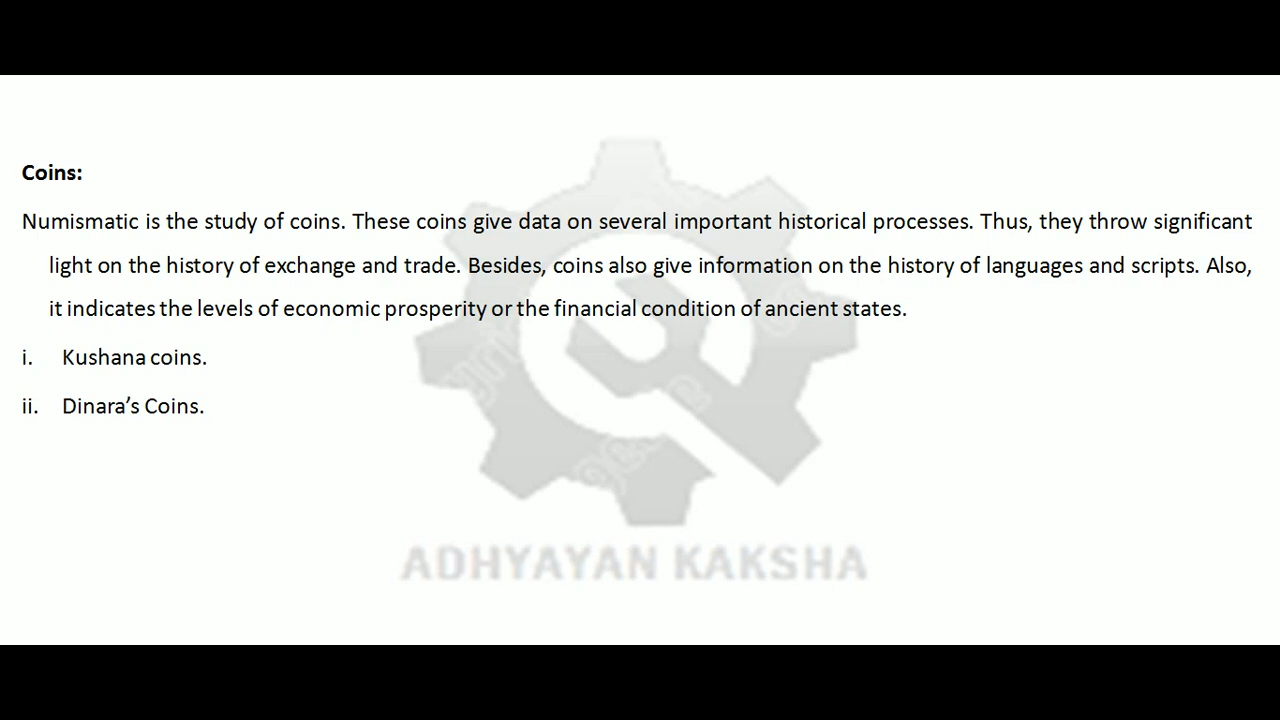 Coins:
Numismatic is the study of coins. These coins give data on several important historical processes. Thus, they throw significant
light on the history of exchange and trade. Besides, coins also give information on the history of languages and scripts. Also,
it indicates the levels of economic prosperity or the financial condition of ancient states.
i. Kushana coins.
ii. Dinara’s Coins.
ADHYAYAN KAKSHA